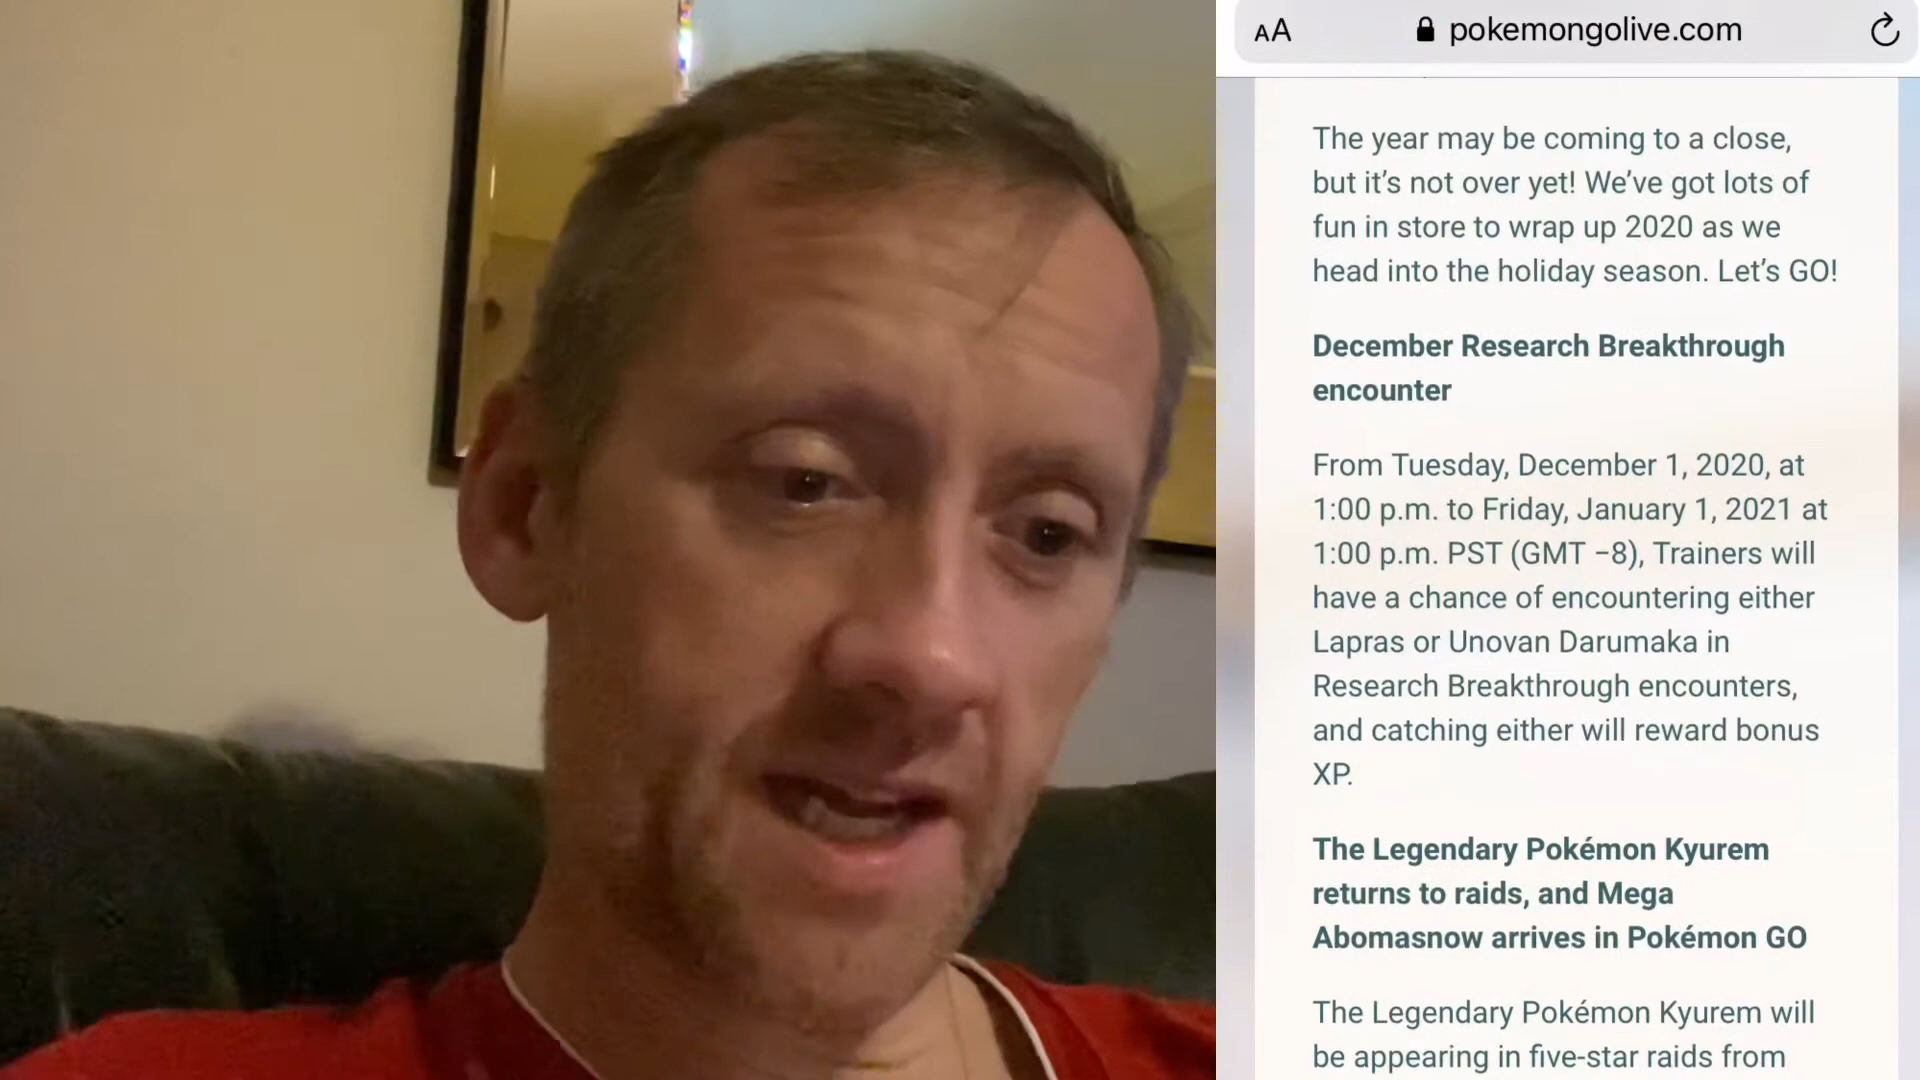 AA pokemongolive.com
The year may be coming to a close,
but it’s not over yet! We’ve got lots of
fun in store to wrap up 2020 as we
head into the holiday season. Let’s GO!
December Research Breakthrough
encounter
From Tuesday, December 1, 2020, at
1:00 p.m. to Friday, January 1, 2021 at
1:00 p.m. PST (GMT −8), Trainers will
have a chance of encountering either
Lapras or Unovan Darumaka in
Research Breakthrough encounters,
and catching either will reward bonus
XP.
The Legendary Pokémon Kyurem
returns to raids, and Mega
Abomasnow arrives in Pokémon GO
The Legendary Pokémon Kyurem will
be appearing in five-star raids from